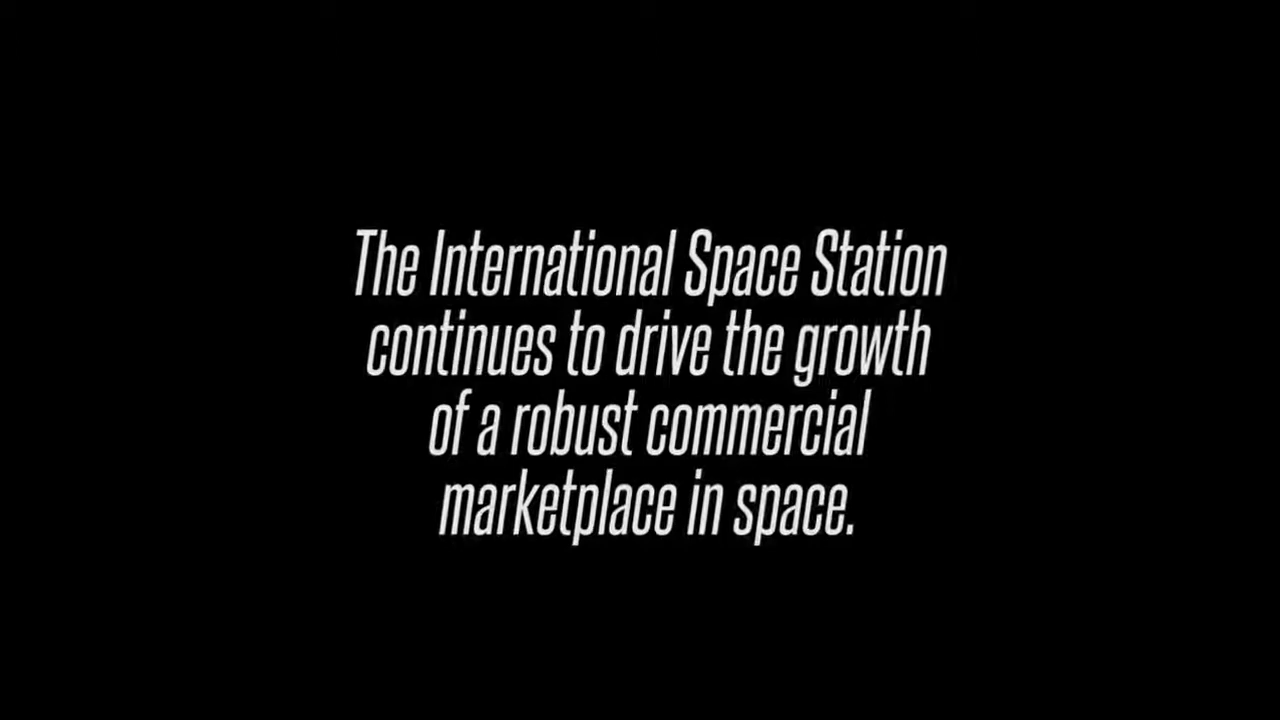 The International Space Station
continues to drive the growth
of a robust commercial
marketplace in space.